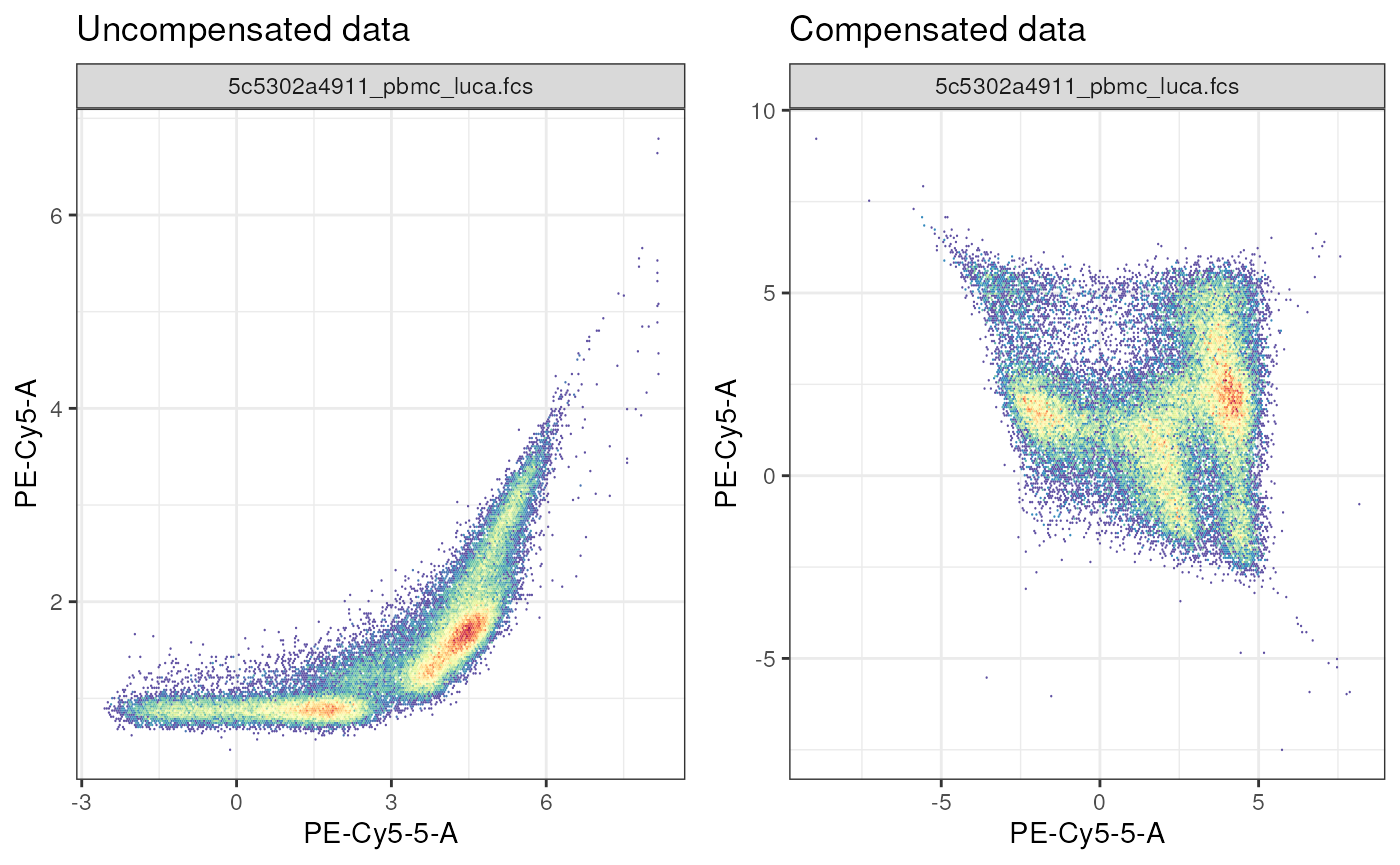 Uncompensated data
5c5302a4911_pbmc_luca.fcs
PE-Cy5-A
6
4
2
-3 0 3 6
PE-Cy5-5-A
Compensated data
5c5302a4911_pbmc_luca.fcs
PE-Cy5-A
10
5
0
-5
-5 0 5
PE-Cy5-5-A